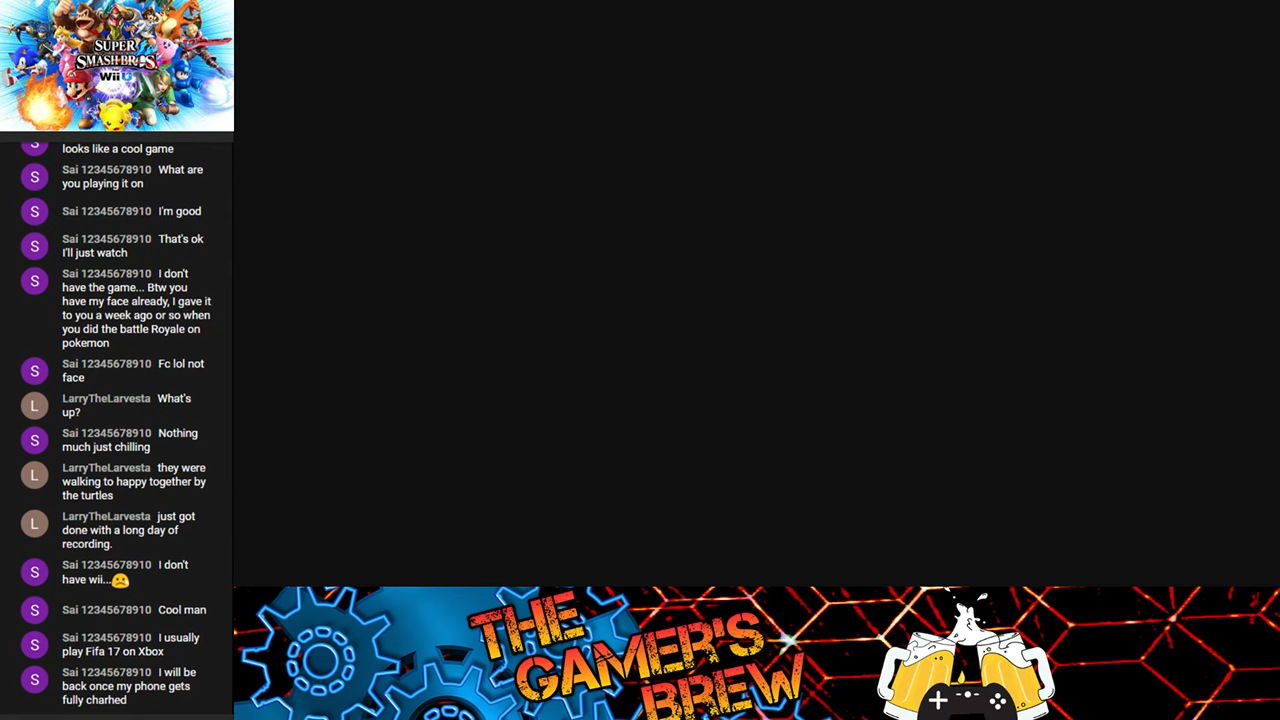 SUPER
SMASH BROS.
Wii U
looks like a cool game
Sai 12345678910 What are
you playing it on
Sai 12345678910 I'm good
Sai 12345678910 That's ok
I'll just watch
Sai 12345678910 I don't
have the game... Btw you
have my face already, I gave it
to you a week ago or so when
you did the battle Royale on
pokemon
Sai 12345678910 Fc lol not
face
LarryTheLarvesta What's
up?
Sai 12345678910 Nothing
much just chilling
LarryTheLarvesta they were
walking to happy together by
the turtles
LarryTheLarvesta just got
done with a long day of
recording.
Sai 12345678910 I don't
have wii...
Sai 12345678910 Cool man
Sai 12345678910 I usually
play Fifa 17 on Xbox
Sai 12345678910 I will be
back once my phone gets
fully charhed
THE
GAMER'S
BREW